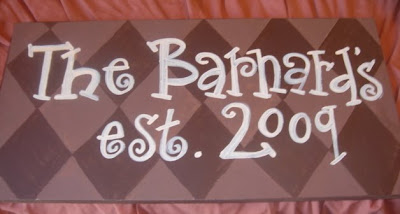 The Barnard's
est. 2009